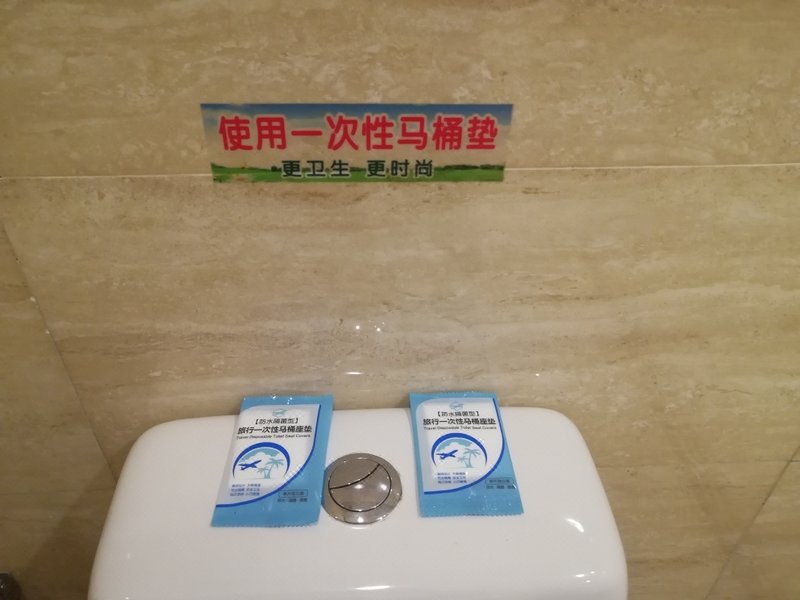 使用一次性马桶垫
更卫生 更时尚
【防水隔菌型】
旅行一次性马桶座垫
Travel Disposable Toilet Seat Covers
【防水隔菌型】
旅行一次性马桶座垫
Travel Disposable Toilet Seat Covers